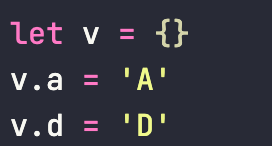 let v = {}
v.a = 'A'
v.d = 'D'